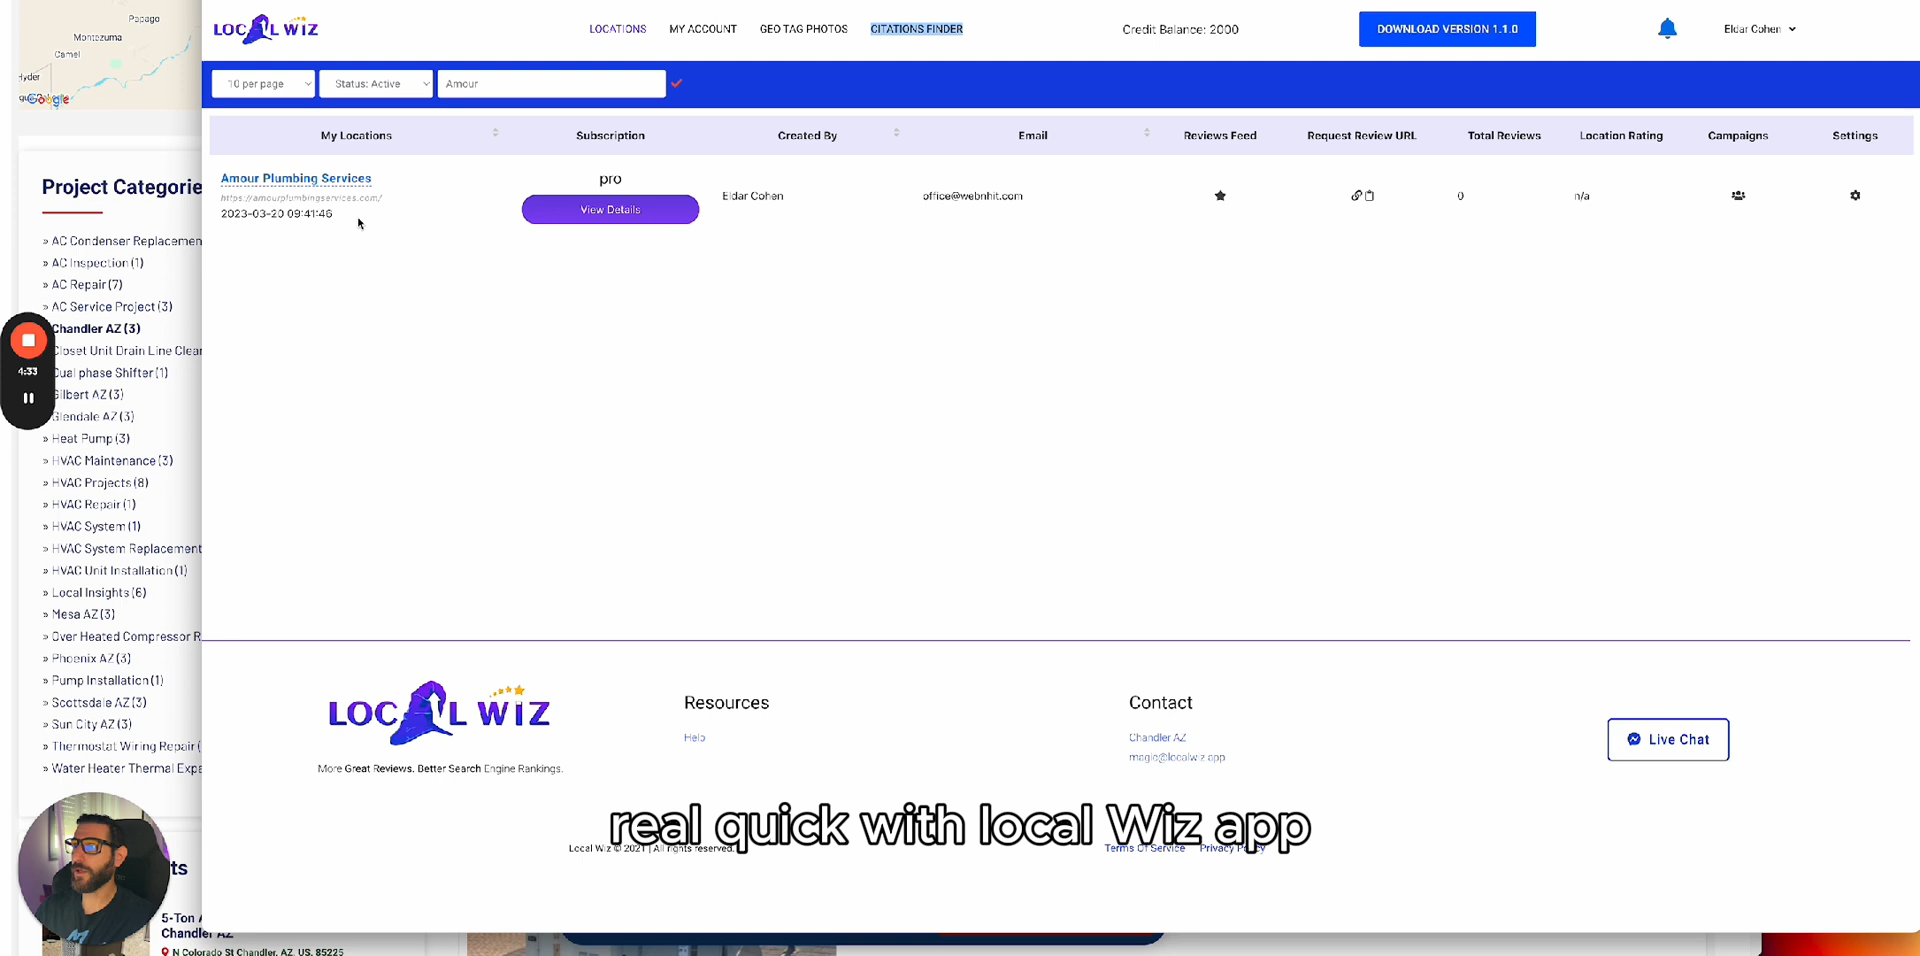 Papago
Montezuma
Camel
Hyder
Google
Project Categorie
» AC Condenser Replacemen
» AC Inspection (1)
» AC Repair (7)
» AC Service Project (3)
Chandler AZ (3)
Closet Unit Drain Line Clear
Dual phase Shifter (1)
Gilbert AZ (3)
Glendale AZ (3)
» Heat Pump (3)
» HVAC Maintenance (3)
» HVAC Projects (8)
» HVAC Repair (1)
» HVAC System (1)
» HVAC System Replacement
» HVAC Unit Installation (1)
» Local Insights (6)
» Mesa AZ (3)
» Over Heated Compressor R
» Phoenix AZ (3)
» Pump Installation (1)
» Scottsdale AZ (3)
» Sun City AZ (3)
» Thermostat Wiring Repair (
» Water Heater Thermal Expa
4:33
ts
5-Ton A
Chandler AZ
N Colorado St Chandler, AZ, US, 85225
LOCAL WIZ
LOCATIONS MY ACCOUNT GEO TAG PHOTOS CITATIONS FINDER
Credit Balance: 2000
DOWNLOAD VERSION 1.1.0
Eldar Cohen
10 per page Status: Active Amour
My Locations Subscription Created By Email Reviews Feed Request Review URL Total Reviews Location Rating Campaigns Settings
Amour Plumbing Services
https://amourplumbingservices.com/
2023-03-20 09:41:46
pro
View Details
Eldar Cohen office@webnhit.com 0 n/a
LOCAL WIZ
More Great Reviews. Better Search Engine Rankings.
Resources
Help
Contact
Chandler AZ
magic@localwiz.app
Live Chat
real quick with local Wiz app
Local Wiz © 2021 | All rights reserved.
Terms Of Service Privacy Policy